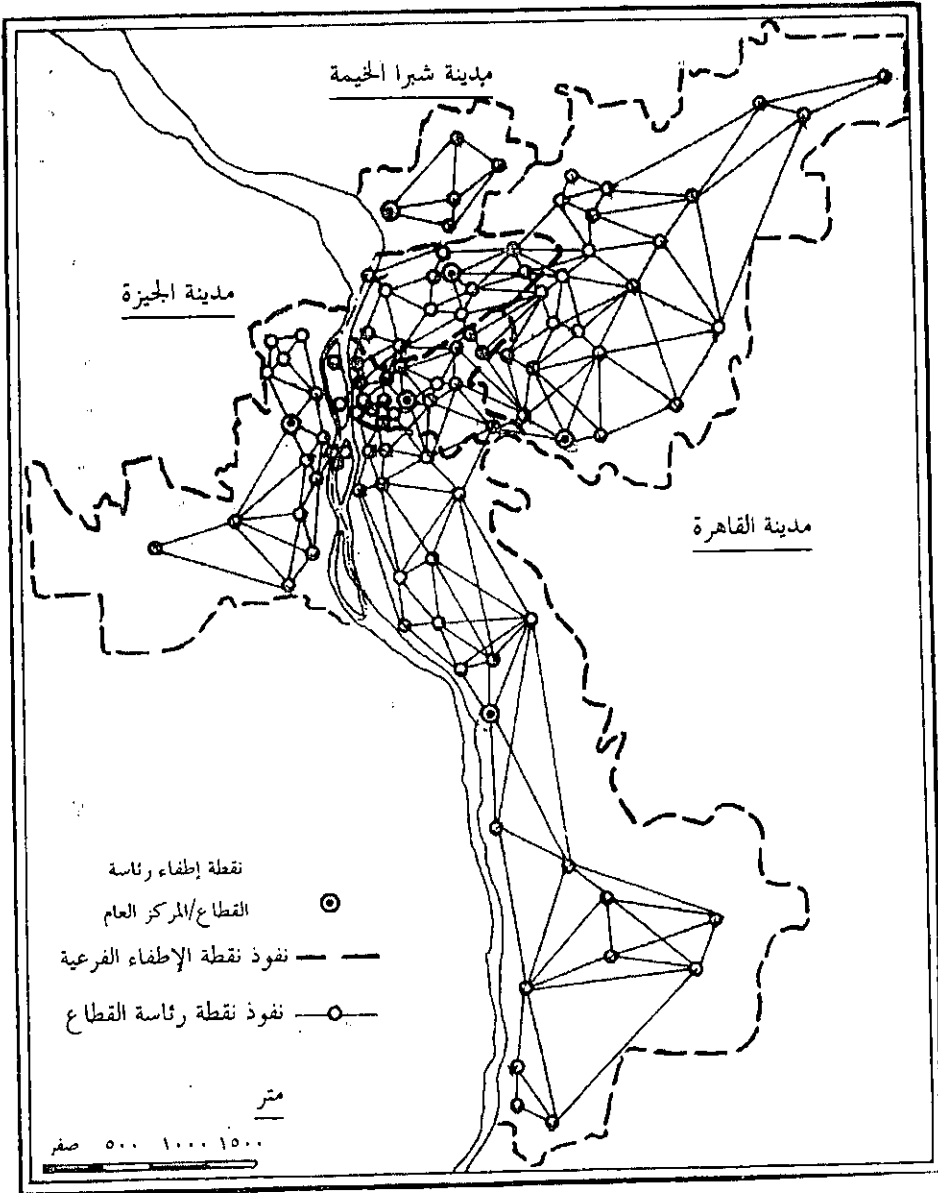 مدينة شبرا الخيمة
مدينة الجيزة
مدينة القاهرة
نقطة إطفاء رئاسة
القطاع/المركز العام
نفوذ نقطة الإطفاء الفرعية
نفوذ نقطة رئاسة القطاع
متر
صفر ٥٠٠ ١٠٠٠ ١٥٠٠